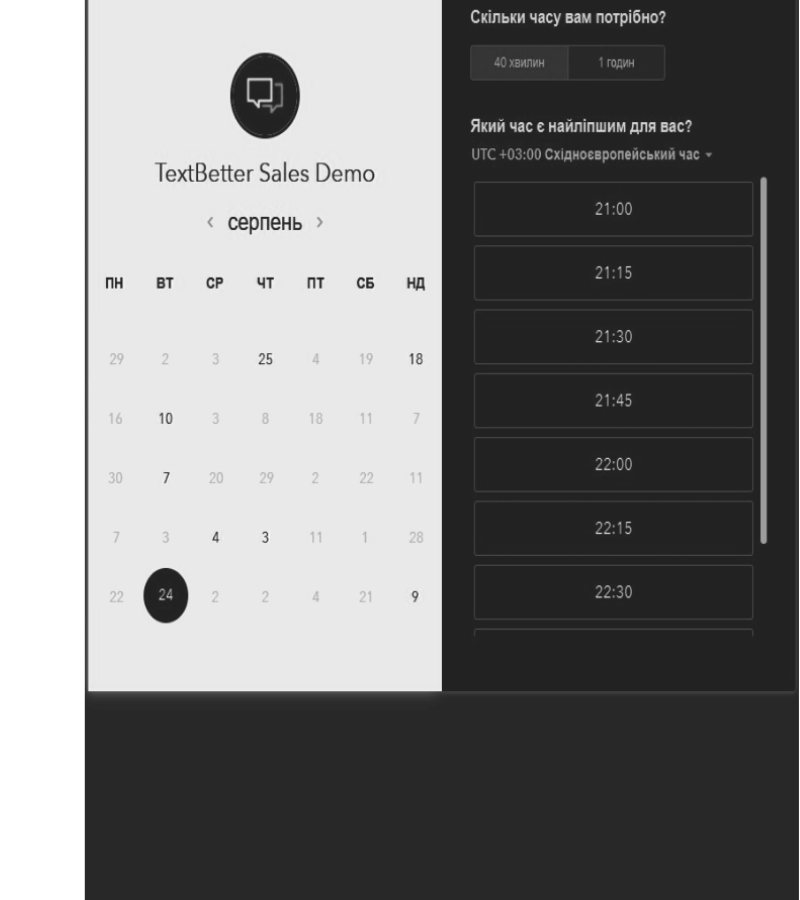 TextBetter Sales Demo
‹ серпень ›
ПН ВТ СР ЧТ ПТ СБ НД
29 2 3 25 4 19 18
16 10 3 8 18 11 7
30 7 20 29 2 22 11
7 3 4 3 11 1 28
22 24 2 2 4 21 9
Скільки часу вам потрібно?
40 хвилин 1 годин
Який час є найліпшим для вас?
UTC +03:00 Східноєвропейський час
21:00
21:15
21:30
21:45
22:00
22:15
22:30